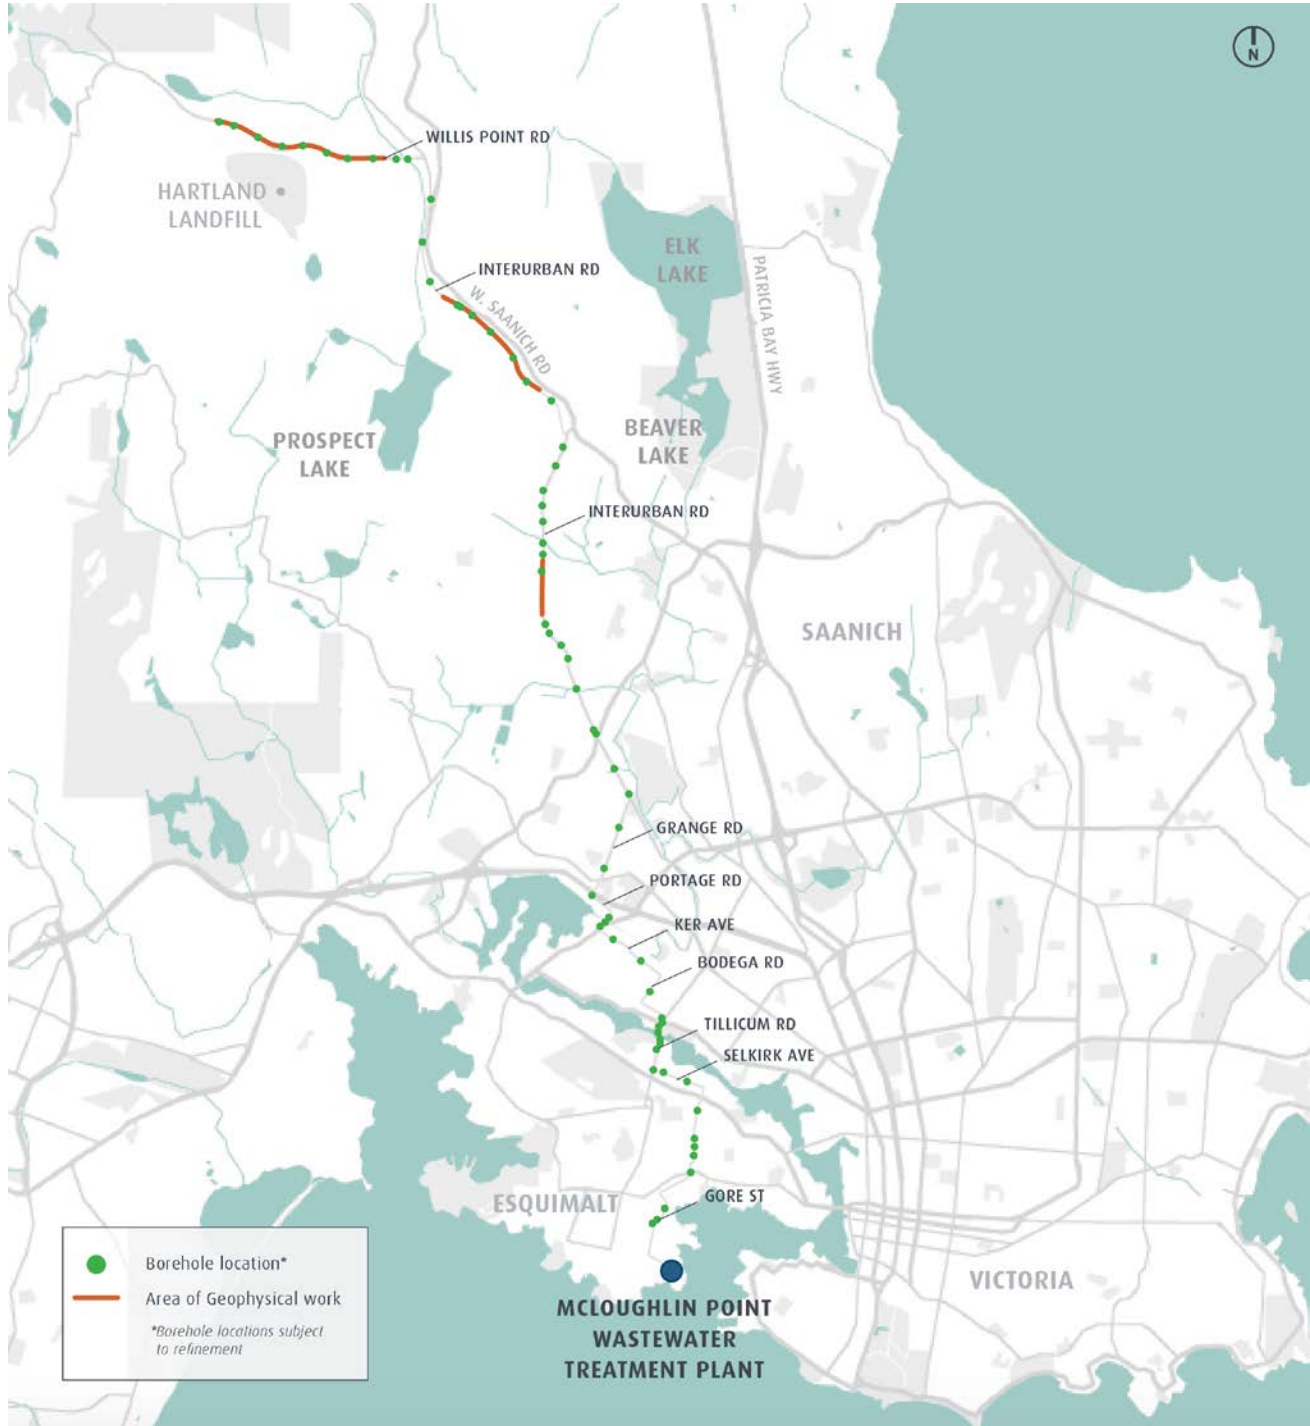 N
WILLIS POINT RD
HARTLAND
LANDFILL
ELK
LAKE
INTERURBAN RD
W. SAANICH RD
PATRICIA BAY HWY
PROSPECT
LAKE
BEAVER
LAKE
INTERURBAN RD
SAANICH
GRANGE RD
PORTAGE RD
KER AVE
BODEGA RD
TILLICUM RD
SELKIRK AVE
ESQUIMALT
GORE ST
VICTORIA
MCLOUGHLIN POINT
WASTEWATER
TREATMENT PLANT
Borehole location*
Area of Geophysical work
*Borehole locations subject
to refinement